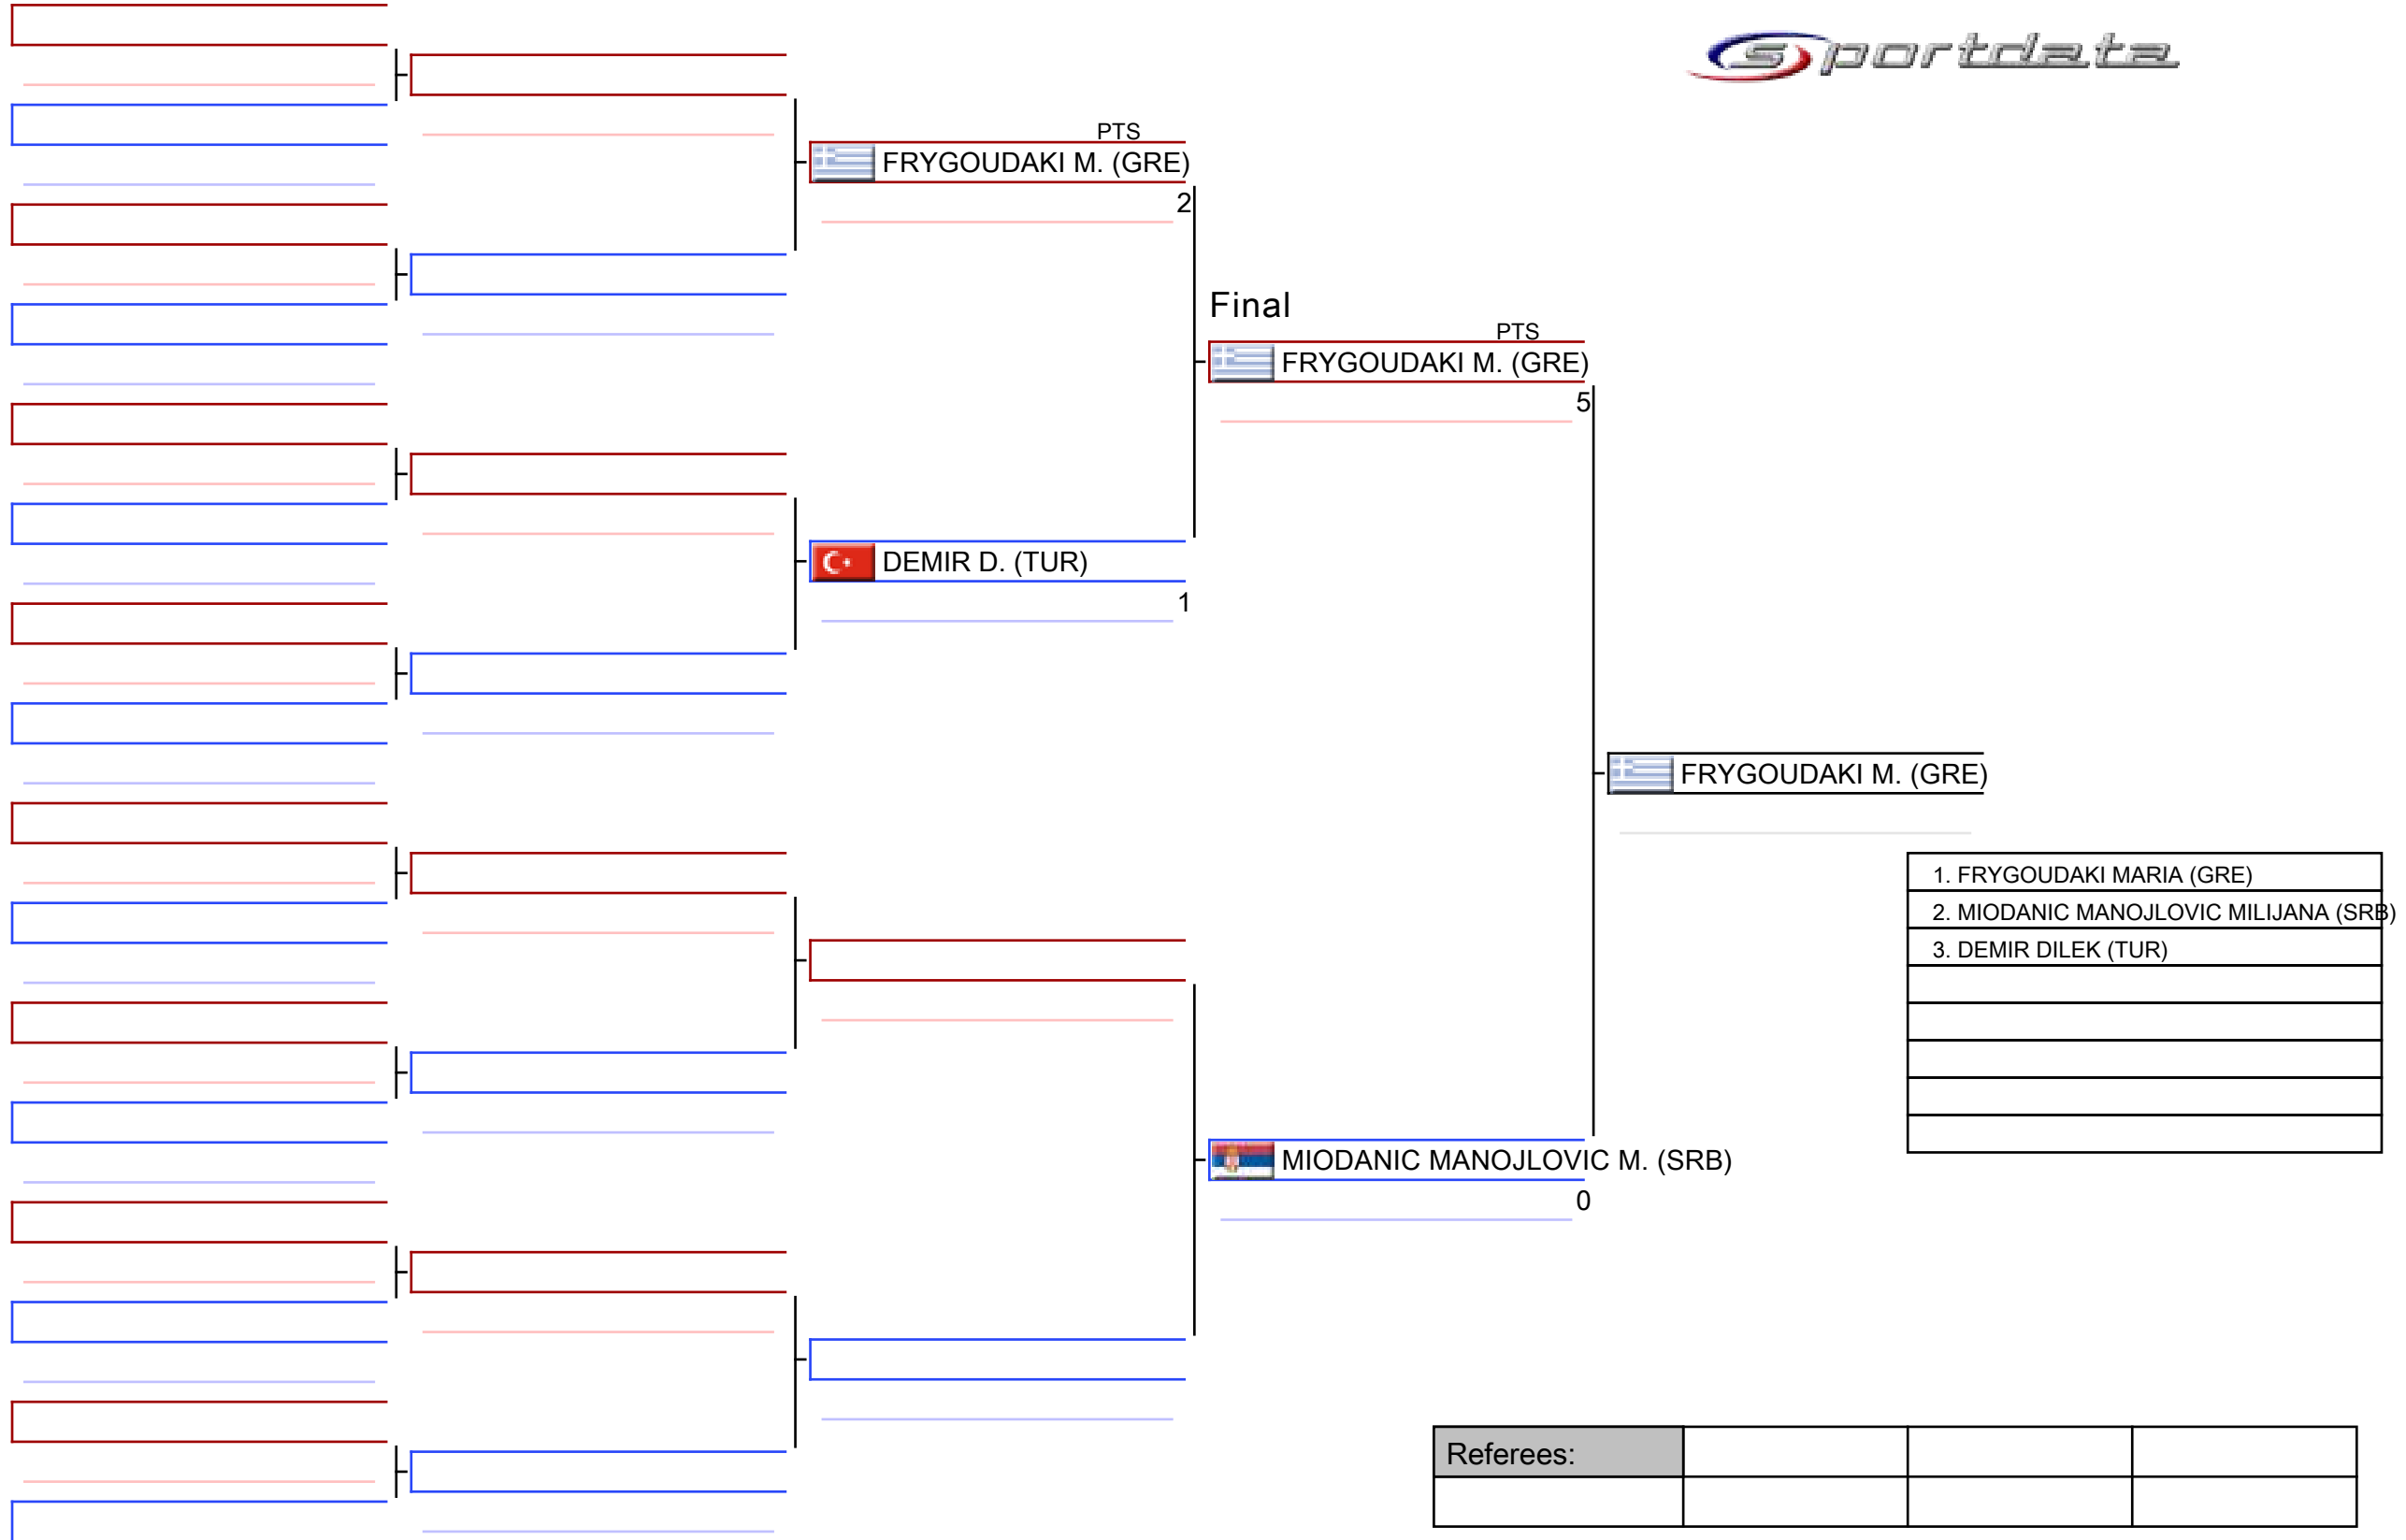 sportdata
PTS
FRYGOUDAKI M. (GRE)
2
Final
PTS
FRYGOUDAKI M. (GRE)
5
DEMIR D. (TUR)
1
FRYGOUDAKI M. (GRE)
1. FRYGOUDAKI MARIA (GRE)
2. MIODANIC MANOJLOVIC MILIJANA (SRB)
3. DEMIR DILEK (TUR)
MIODANIC MANOJLOVIC M. (SRB)
0
Referees: